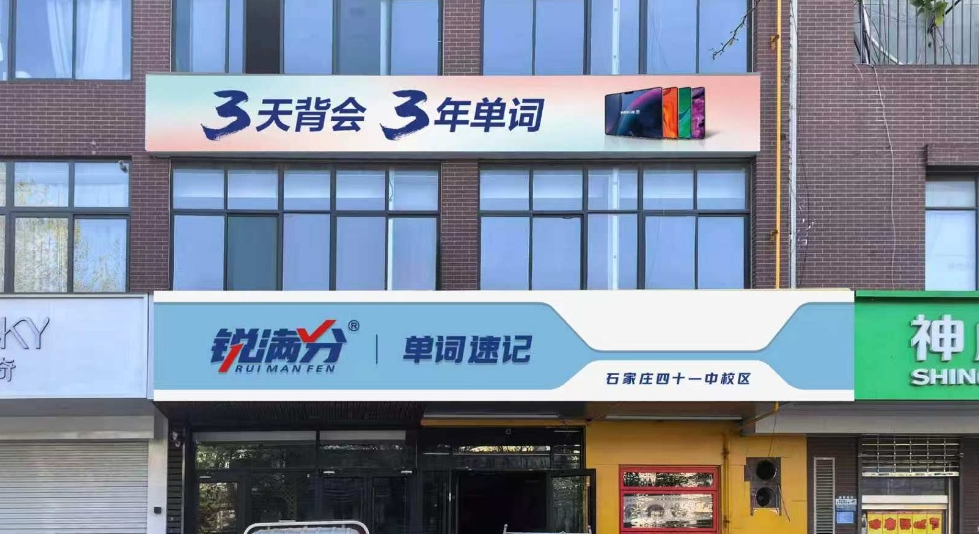 3天背会 3年单词
锐满分® 单词速记
RUI MAN FEN
石家庄四十一中校区
KY
奇
神
SHIN